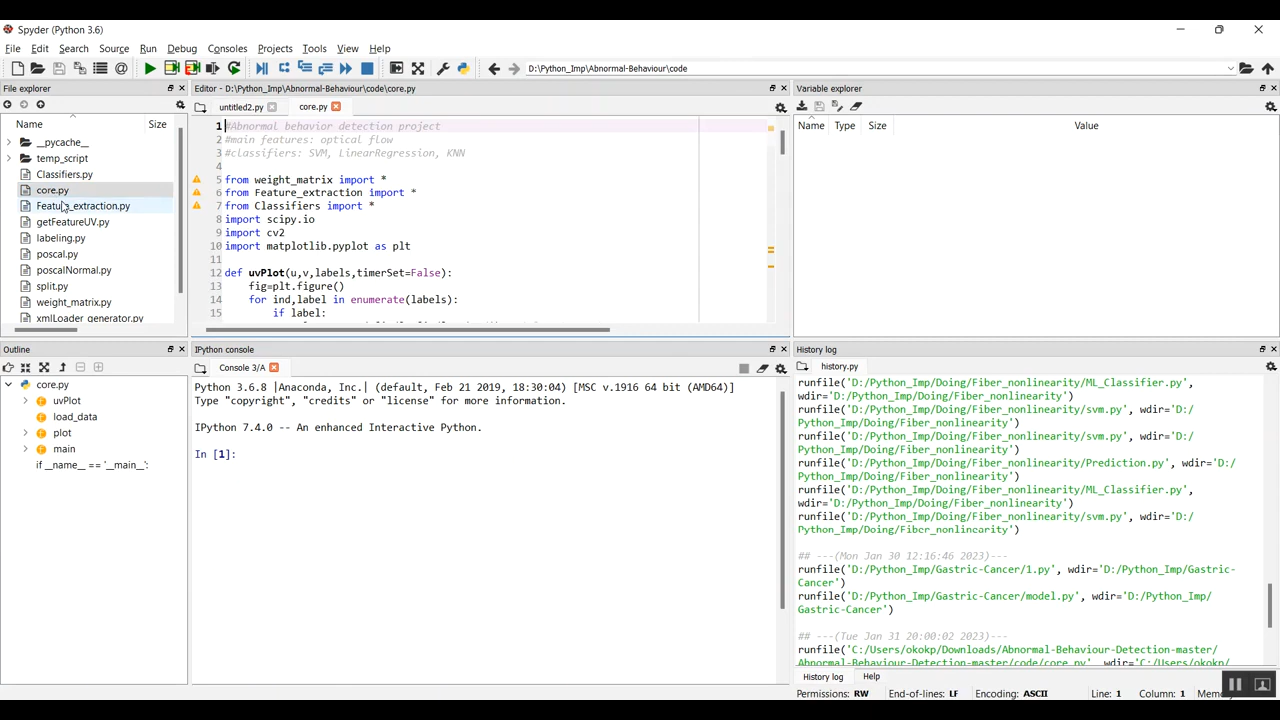 Spyder (Python 3.6)
File Edit Search Source Run Debug Consoles Projects Tools View Help
D:\Python_Imp\Abnormal-Behaviour\code
File explorer
Name Size
__pycache__
temp_script
Classifiers.py
core.py
Feature_extraction.py
getFeatureUV.py
labeling.py
poscal.py
poscalNormal.py
split.py
weight_matrix.py
xmlLoader_generator.py
Editor - D:\Python_Imp\Abnormal-Behaviour\code\core.py
untitled2.py core.py
1 #Abnormal behavior detection project
2 #main features: optical flow
3 #classifiers: SVM, LinearRegression, KNN
4
5 from weight_matrix import *
6 from Feature_extraction import *
7 from Classifiers import *
8 import scipy.io
9 import cv2
10 import matplotlib.pyplot as plt
11
12 def uvPlot(u,v,labels,timerSet=False):
13 fig=plt.figure()
14 for ind,label in enumerate(labels):
15 if label:
Variable explorer
Name Type Size Value
Outline
core.py
uvPlot
load_data
plot
main
if __name__ == '__main__':
IPython console
Console 3/A
Python 3.6.8 |Anaconda, Inc.| (default, Feb 21 2019, 18:30:04) [MSC v.1916 64 bit (AMD64)]
Type "copyright", "credits" or "license" for more information.
IPython 7.4.0 -- An enhanced Interactive Python.
In [1]:
History log
history.py
runfile('D:/Python_Imp/Doing/Fiber_nonlinearity/ML_Classifier.py',
wdir='D:/Python_Imp/Doing/Fiber_nonlinearity')
runfile('D:/Python_Imp/Doing/Fiber_nonlinearity/svm.py', wdir='D:/
Python_Imp/Doing/Fiber_nonlinearity')
runfile('D:/Python_Imp/Doing/Fiber_nonlinearity/svm.py', wdir='D:/
Python_Imp/Doing/Fiber_nonlinearity')
runfile('D:/Python_Imp/Doing/Fiber_nonlinearity/Prediction.py', wdir='D:/
Python_Imp/Doing/Fiber_nonlinearity')
runfile('D:/Python_Imp/Doing/Fiber_nonlinearity/ML_Classifier.py',
wdir='D:/Python_Imp/Doing/Fiber_nonlinearity')
runfile('D:/Python_Imp/Doing/Fiber_nonlinearity/svm.py', wdir='D:/
Python_Imp/Doing/Fiber_nonlinearity')
## ---(Mon Jan 30 12:16:46 2023)---
runfile('D:/Python_Imp/Gastric-Cancer/1.py', wdir='D:/Python_Imp/Gastric-
Cancer')
runfile('D:/Python_Imp/Gastric-Cancer/model.py', wdir='D:/Python_Imp/
Gastric-Cancer')
## ---(Tue Jan 31 20:00:02 2023)---
runfile('C:/Users/okokp/Downloads/Abnormal-Behaviour-Detection-master/
Abnormal-Behaviour-Detection-master/code/core.py', wdir='C:/Users/okokp/
History log Help
Permissions: RW End-of-lines: LF Encoding: ASCII Line: 1 Column: 1